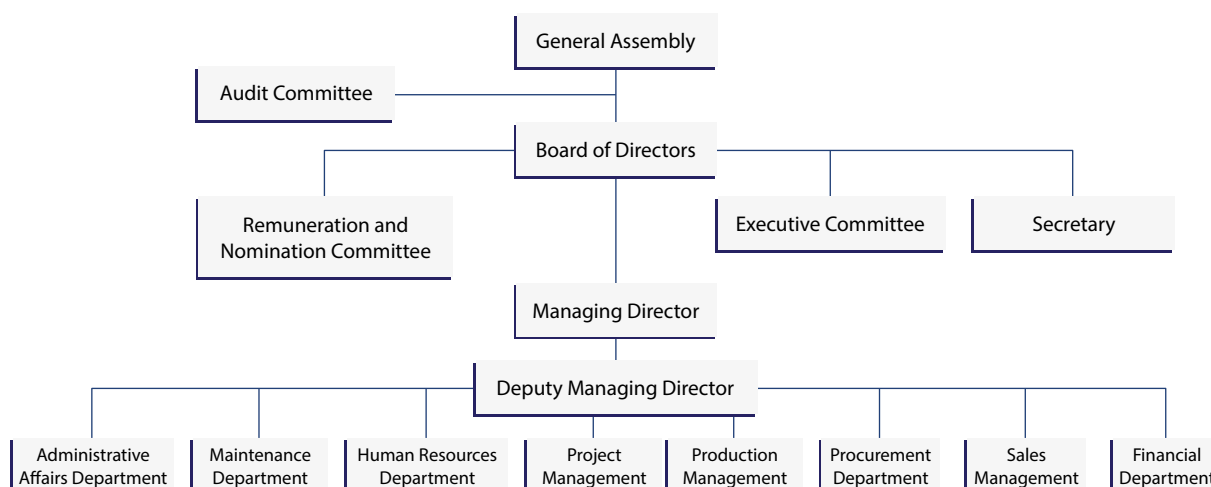 General Assembly
Audit Committee
Board of Directors
Remuneration and
Nomination Committee
Executive Committee
Secretary
Managing Director
Deputy Managing Director
Administrative
Affairs Department
Maintenance
Department
Human Resources
Department
Project
Management
Production
Management
Procurement
Department
Sales
Management
Financial
Department